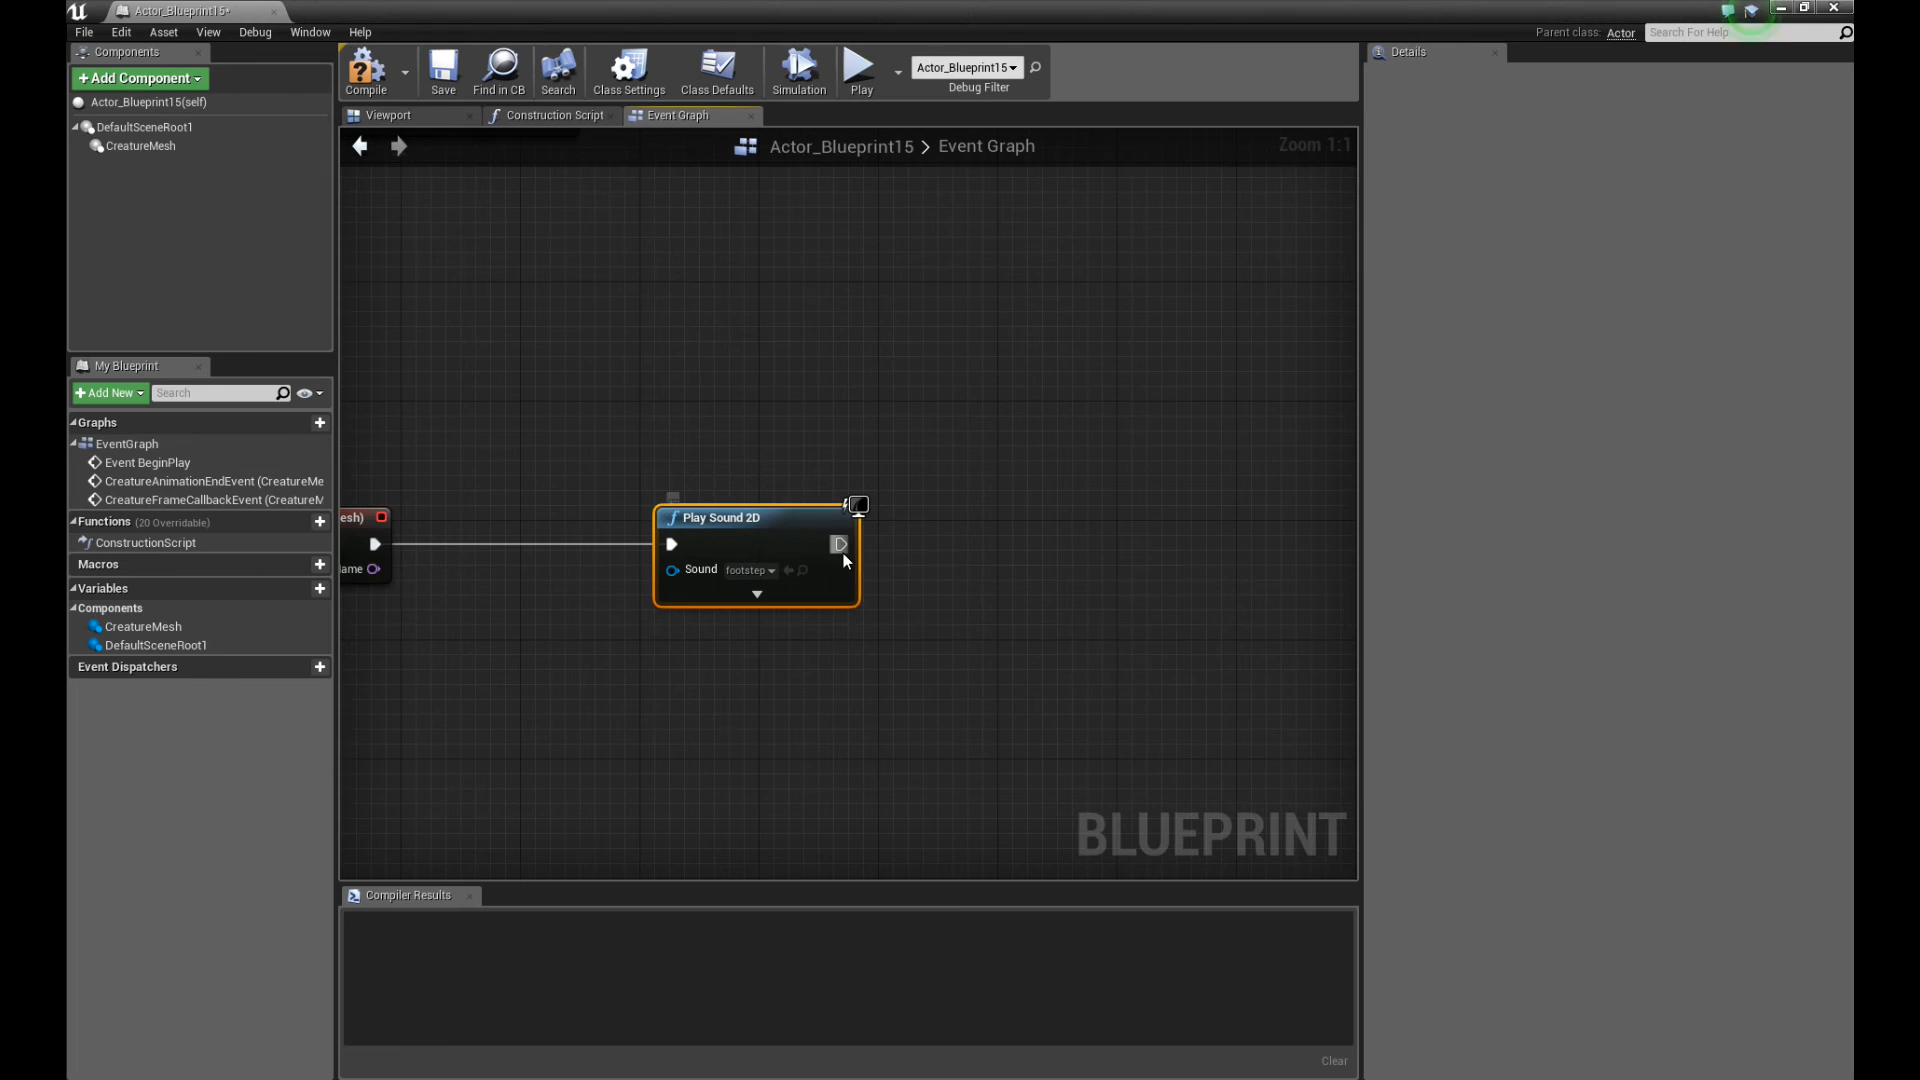 Actor_Blueprint15*
File Edit Asset View Debug Window Help
Parent class: Actor
Search For Help
Components
+Add Component
Actor_Blueprint15(self)
DefaultSceneRoot1
CreatureMesh
Compile
Save
Find in CB
Search
Class Settings
Class Defaults
Simulation
Play
Actor_Blueprint15
Debug Filter
Details
Viewport
Construction Script
Event Graph
Actor_Blueprint15 > Event Graph
Zoom 1:1
My Blueprint
+Add New
Search
Graphs
EventGraph
Event BeginPlay
CreatureAnimationEndEvent (CreatureMe
CreatureFrameCallbackEvent (CreatureM
Functions (20 Overridable)
ConstructionScript
Macros
Variables
Components
CreatureMesh
DefaultSceneRoot1
Event Dispatchers
esh)
ame
Play Sound 2D
Sound footstep
BLUEPRINT
Compiler Results
Clear